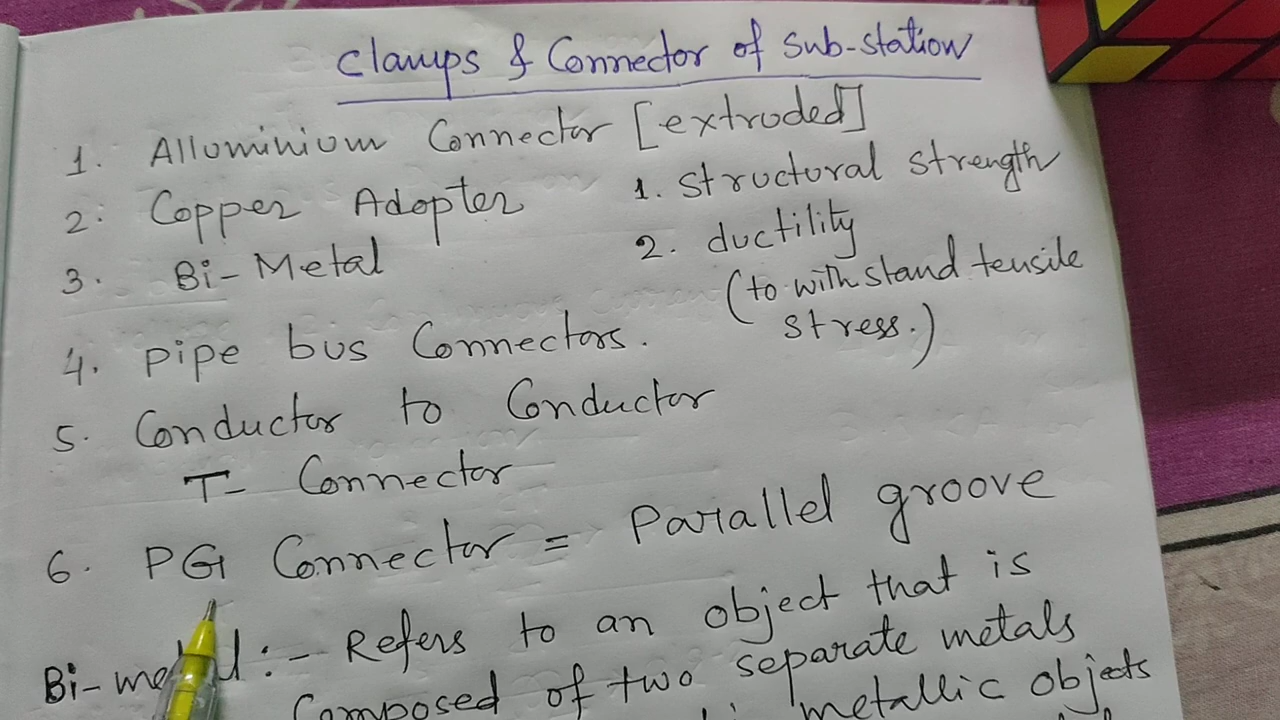 Clamps & Connector of Sub-station
1. Alluminium Connector [extruded]
2. Copper Adopter
1. Structural Strength
3. Bi-Metal
2. ductility
(to withstand tensile
stress.)
4. pipe bus Connectors.
5. Conductor to Conductor
T- Connector
6. PG Connector = Parallel groove
Bi-metal :- Refers to an object that is
Composed of two separate metals
metallic objects